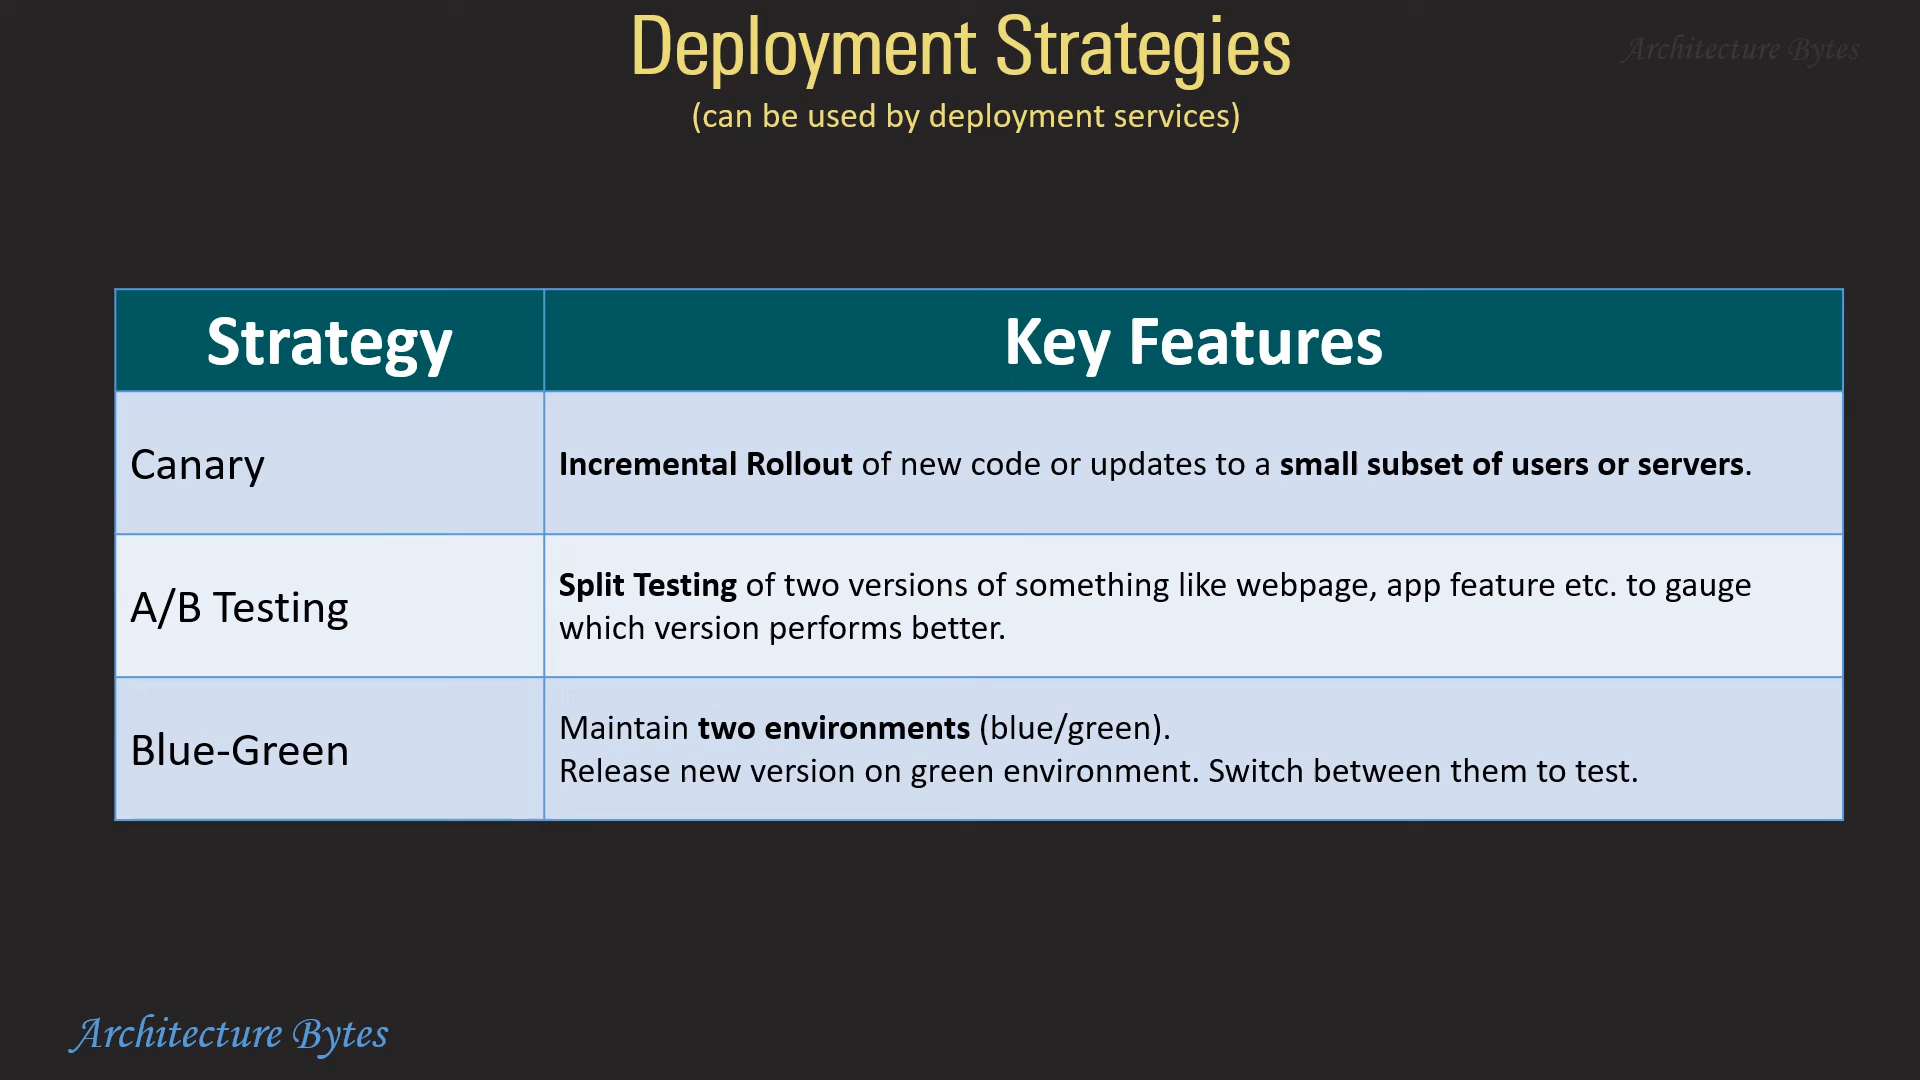 Deployment Strategies
Architecture Bytes
(can be used by deployment services)
Strategy
Key Features
Canary
Incremental Rollout of new code or updates to a small subset of users or servers.
A/B Testing
Split Testing of two versions of something like webpage, app feature etc. to gauge
which version performs better.
Blue-Green
Maintain two environments (blue/green).
Release new version on green environment. Switch between them to test.
Architecture Bytes